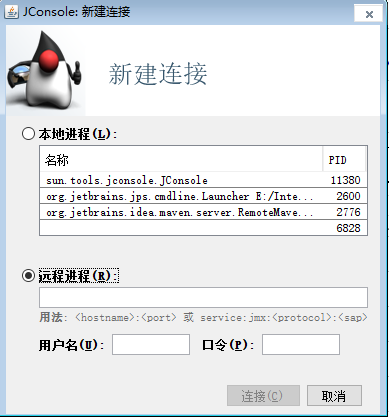 JConsole: 新建连接
新建连接
本地进程(L):
名称 PID
sun.tools.jconsole.JConsole 11380
org.jetbrains.jps.cmdline.Launcher E:/Inte... 2600
org.jetbrains.idea.maven.server.RemoteMave... 2776
6828
远程进程(R):
用法: <hostname>:<port> 或 service:jmx:<protocol>:<sap>
用户名(U): 口令(P):
连接(C) 取消